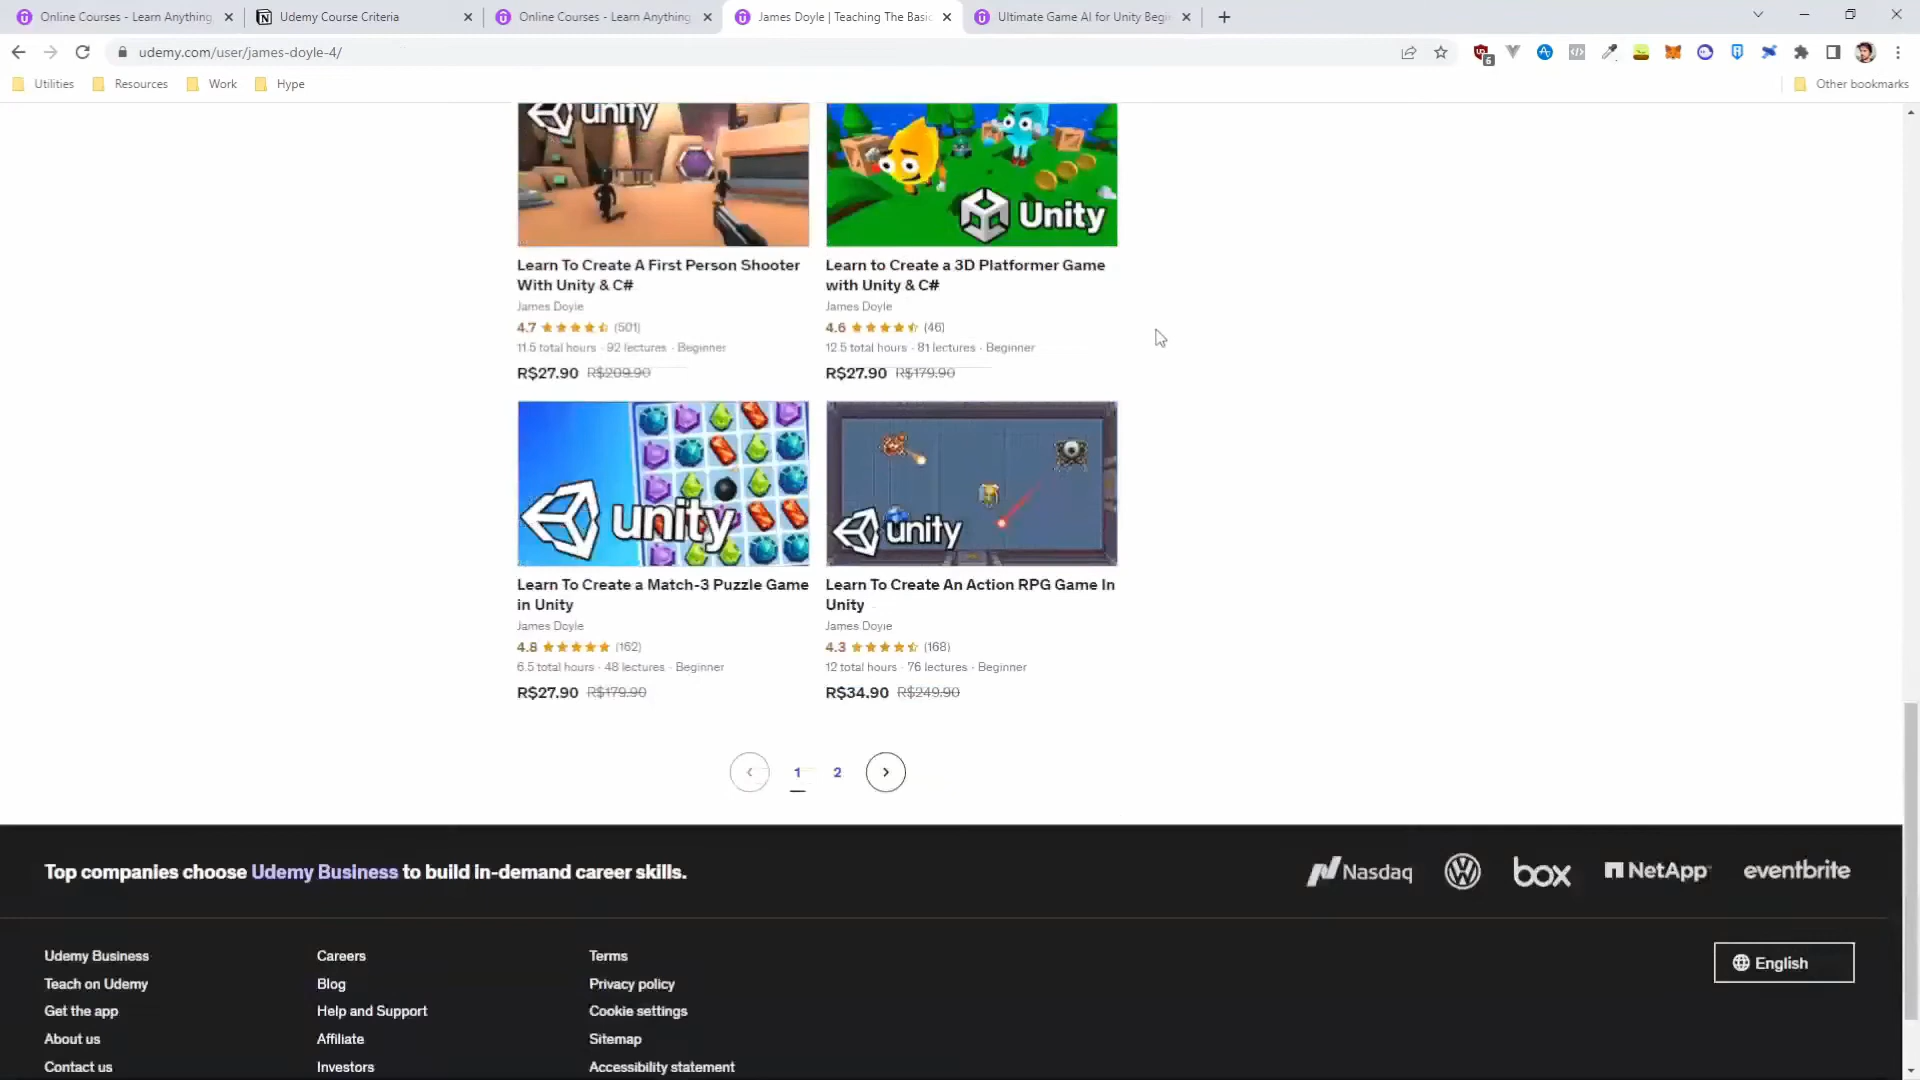 Online Courses - Learn Anything
Udemy Course Criteria
Online Courses - Learn Anything
James Doyle | Teaching The Basic
Ultimate Game AI for Unity Begi
udemy.com/user/james-doyle-4/
6
Utilities
Resources
Work
Hype
Other bookmarks
unity
Unity
Learn To Create A First Person Shooter
With Unity & C#
James Doyle
4.7 (501)
11.5 total hours · 92 lectures · Beginner
R$27.90 R$209.90
Learn to Create a 3D Platformer Game
with Unity & C#
James Doyle
4.6 (46)
12.5 total hours · 81 lectures · Beginner
R$27.90 R$179.90
unity
unity
Learn To Create a Match-3 Puzzle Game
in Unity
James Doyle
4.8 (162)
6.5 total hours · 48 lectures · Beginner
R$27.90 R$179.90
Learn To Create An Action RPG Game In
Unity
James Doyle
4.3 (168)
12 total hours · 76 lectures · Beginner
R$34.90 R$249.90
1 2
Top companies choose Udemy Business to build in-demand career skills.
Nasdaq
box
NetApp
eventbrite
Udemy Business
Teach on Udemy
Get the app
About us
Contact us
Careers
Blog
Help and Support
Affiliate
Investors
Terms
Privacy policy
Cookie settings
Sitemap
Accessibility statement
English